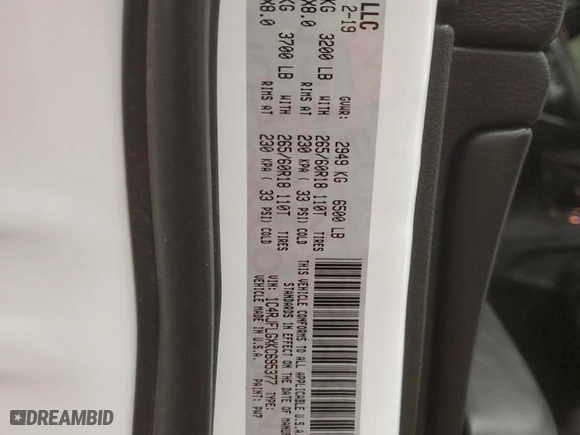 LLC
2-19
GVWR: 2949 KG 6500 LB
KG 3200 LB WITH 265/60R18 110T TIRES
X8.0 RIMS AT 230 KPA ( 33 PSI) COLD
KG 3700 LB WITH 265/60R18 110T TIRES
X8.0 RIMS AT 230 KPA ( 33 PSI) COLD
THIS VEHICLE CONFORMS TO ALL APPLICABLE
STANDARDS IN EFFECT ON THE DATE OF MANU
VIN: 1C4RJFLGXKC695377 TYPE:
VEHICLE MADE IN U.S.A. PAINT: PW7
DREAMBID